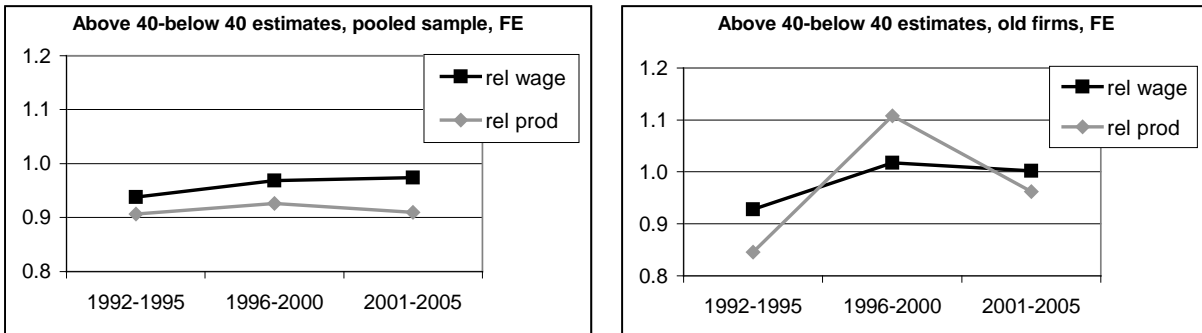 Above 40-below 40 estimates, pooled sample, FE
1.2
1.1
1.0
0.9
0.8
1992-1995 1996-2000 2001-2005
rel wage
rel prod
Above 40-below 40 estimates, old firms, FE
1.2
1.1
1.0
0.9
0.8
1992-1995 1996-2000 2001-2005
rel wage
rel prod